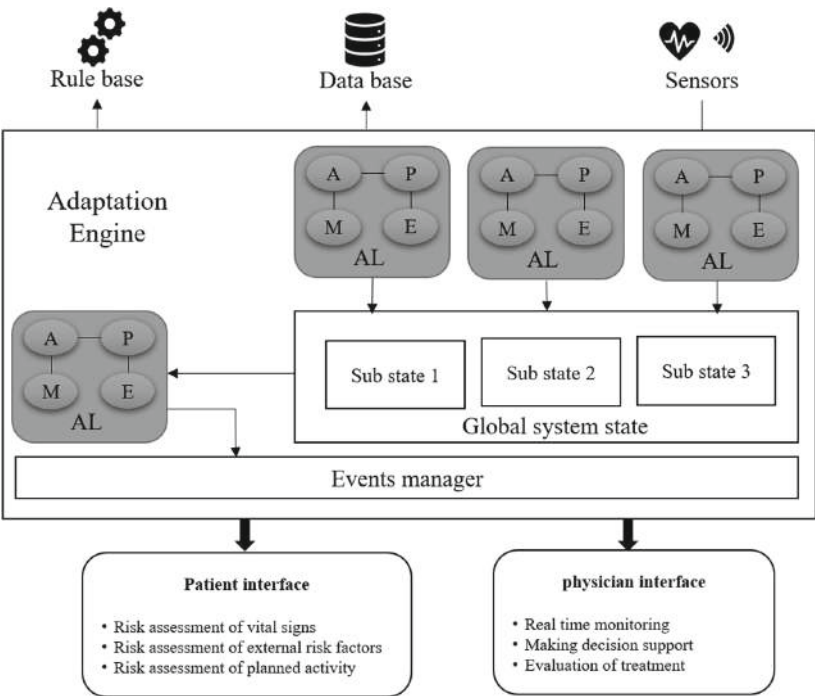 Rule base
Data base
Sensors
Adaptation
Engine
A P
M E
AL
A P
M E
AL
A P
M E
AL
A P
M E
AL
Sub state 1
Sub state 2
Sub state 3
Global system state
Events manager
Patient interface
• Risk assessment of vital signs
• Risk assessment of external risk factors
• Risk assessment of planned activity
physician interface
• Real time monitoring
• Making decision support
• Evaluation of treatment